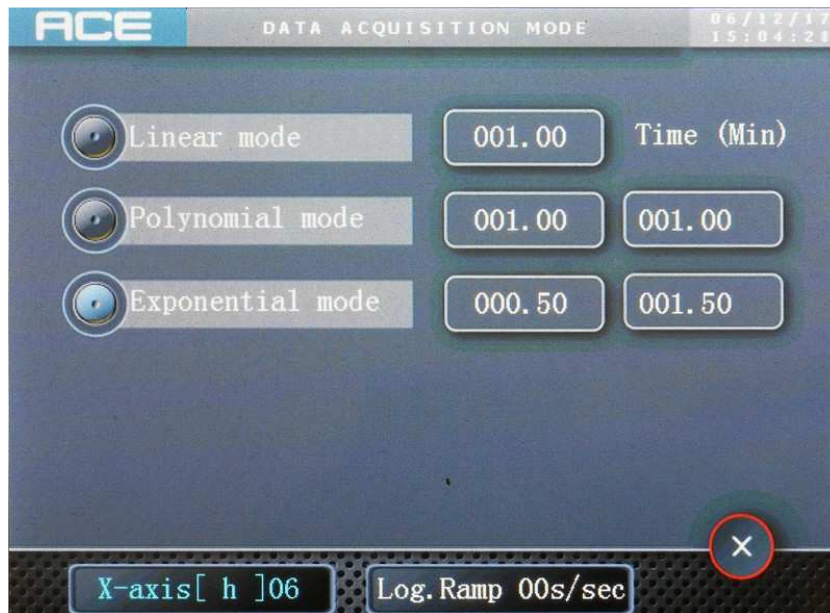 ACE DATA ACQUISITION MODE 06/12/17
15:04:28
Linear mode 001.00 Time (Min)
Polynomial mode 001.00 001.00
Exponential mode 000.50 001.50
X-axis[ h ]06 Log.Ramp 00s/sec